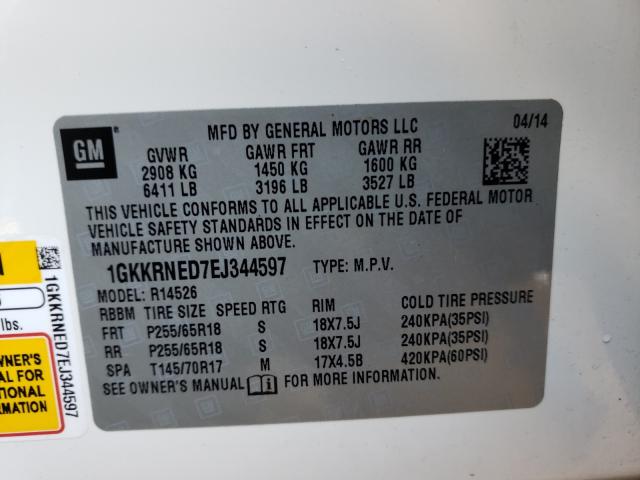 GM
MFD BY GENERAL MOTORS LLC 04/14
GVWR GAWR FRT GAWR RR
2908 KG 1450 KG 1600 KG
6411 LB 3196 LB 3527 LB
THIS VEHICLE CONFORMS TO ALL APPLICABLE U.S. FEDERAL MOTOR
VEHICLE SAFETY STANDARDS IN EFFECT ON THE DATE OF
MANUFACTURE SHOWN ABOVE.
1GKKRNED7EJ344597 TYPE: M.P.V.
MODEL: R14526
RBBM TIRE SIZE SPEED RTG RIM COLD TIRE PRESSURE
FRT P255/65R18 S 18X7.5J 240KPA(35PSI)
RR P255/65R18 S 18X7.5J 240KPA(35PSI)
SPA T145/70R17 M 17X4.5B 420KPA(60PSI)
SEE OWNER'S MANUAL FOR MORE INFORMATION.
1GKKRNED7EJ344597
lbs.
WNER'S
AL FOR
TIONAL
RMATION